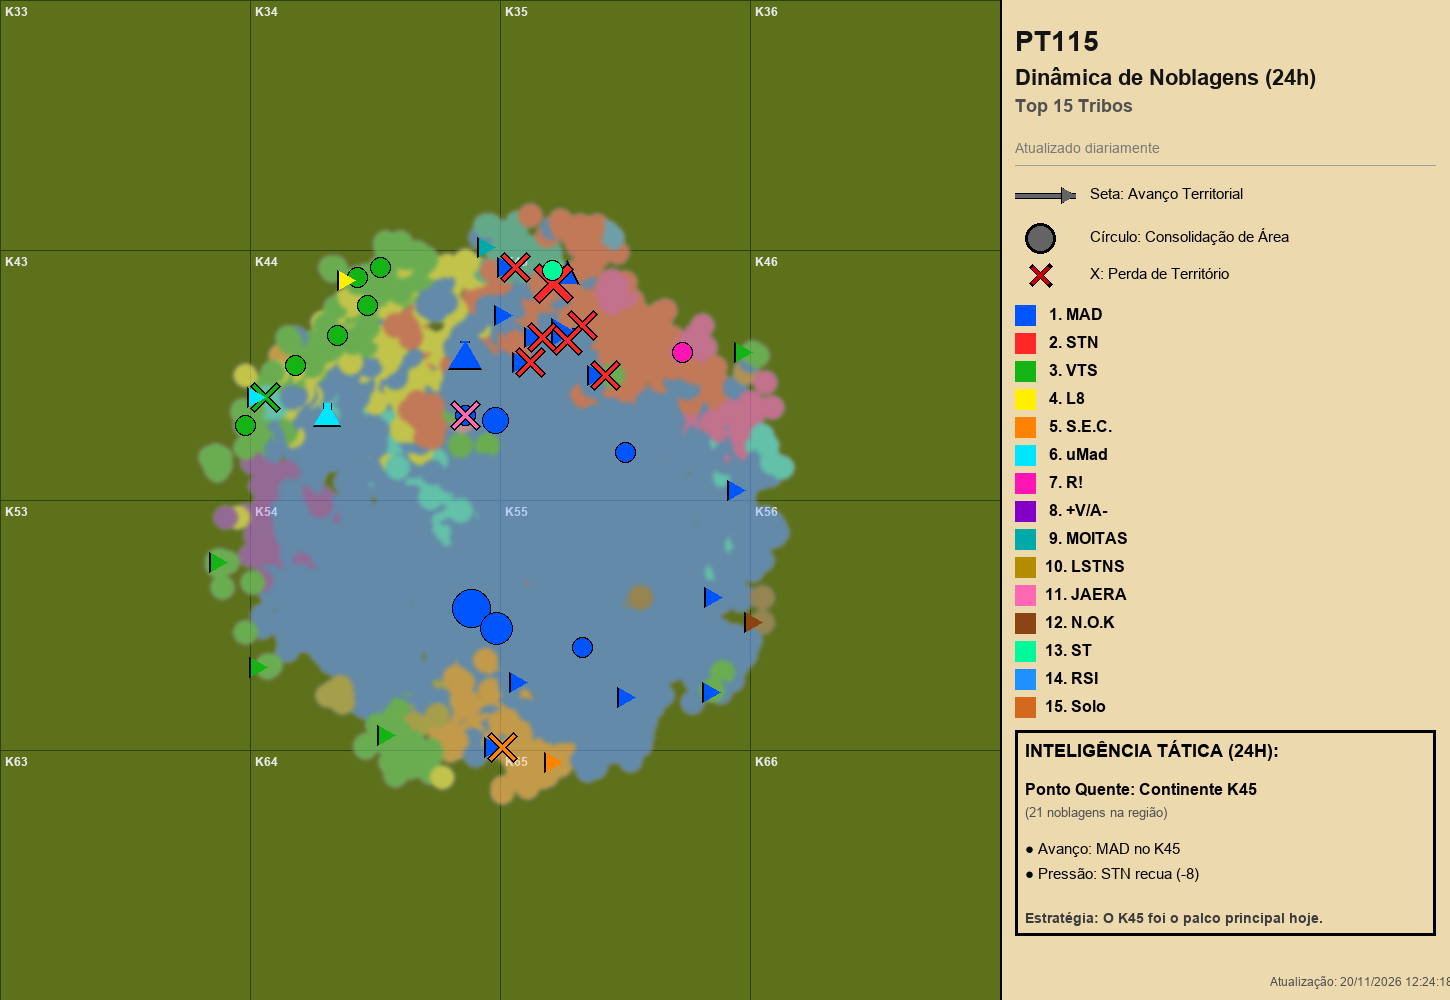 K33
K34
K35
K36
K43
K44
K46
K53
K54
K55
K56
K63
K64
K65
K66
PT115
Dinâmica de Noblagens (24h)
Top 15 Tribos
Atualizado diariamente
Seta: Avanço Territorial
Círculo: Consolidação de Área
X: Perda de Território
1. MAD
2. STN
3. VTS
4. L8
5. S.E.C.
6. uMad
7. R!
8. +V/A-
9. MOITAS
10. LSTNS
11. JAERA
12. N.O.K
13. ST
14. RSI
15. Solo
INTELIGÊNCIA TÁTICA (24H):
Ponto Quente: Continente K45
(21 noblagens na região)
● Avanço: MAD no K45
● Pressão: STN recua (-8)
Estratégia: O K45 foi o palco principal hoje.
Atualização: 20/11/2026 12:24:18